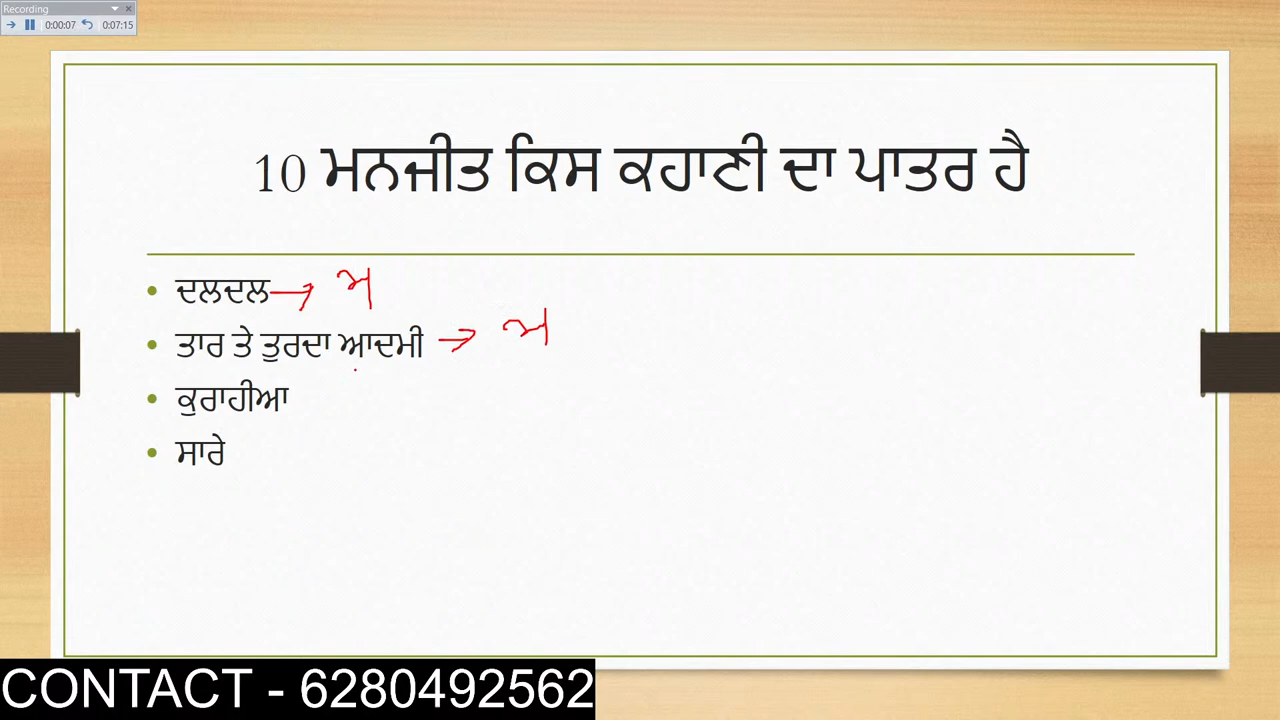 Recording
0:00:07 0:07:15
10 ਮਨਜੀਤ ਕਿਸ ਕਹਾਣੀ ਦਾ ਪਾਤਰ ਹੈ
• ਦਲਦਲ → ਅ
• ਤਾਰ ਤੇ ਤੁਰਦਾ ਆਦਮੀ → ਅ
• ਕੁਰਾਹੀਆ
• ਸਾਰੇ
CONTACT - 6280492562